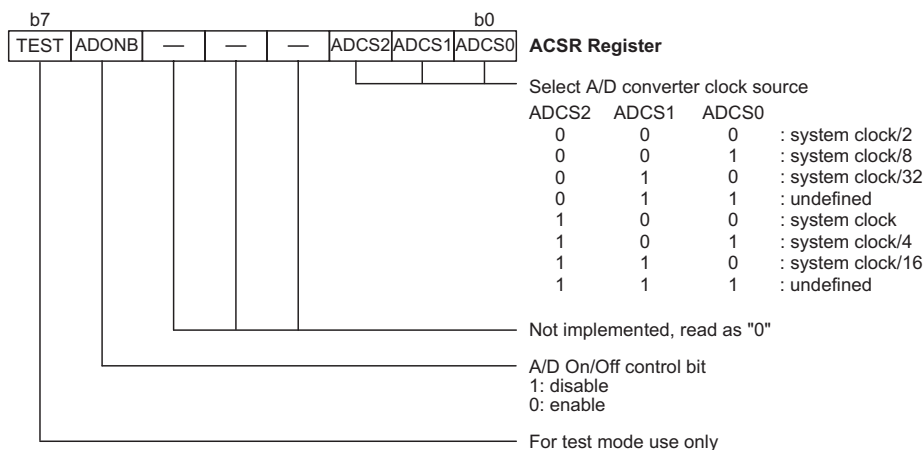 b7 b0
TEST ADONB — — — ADCS2 ADCS1 ADCS0 ACSR Register
Select A/D converter clock source
ADCS2 ADCS1 ADCS0
0 0 0 : system clock/2
0 0 1 : system clock/8
0 1 0 : system clock/32
0 1 1 : undefined
1 0 0 : system clock
1 0 1 : system clock/4
1 1 0 : system clock/16
1 1 1 : undefined
Not implemented, read as "0"
A/D On/Off control bit
1: disable
0: enable
For test mode use only